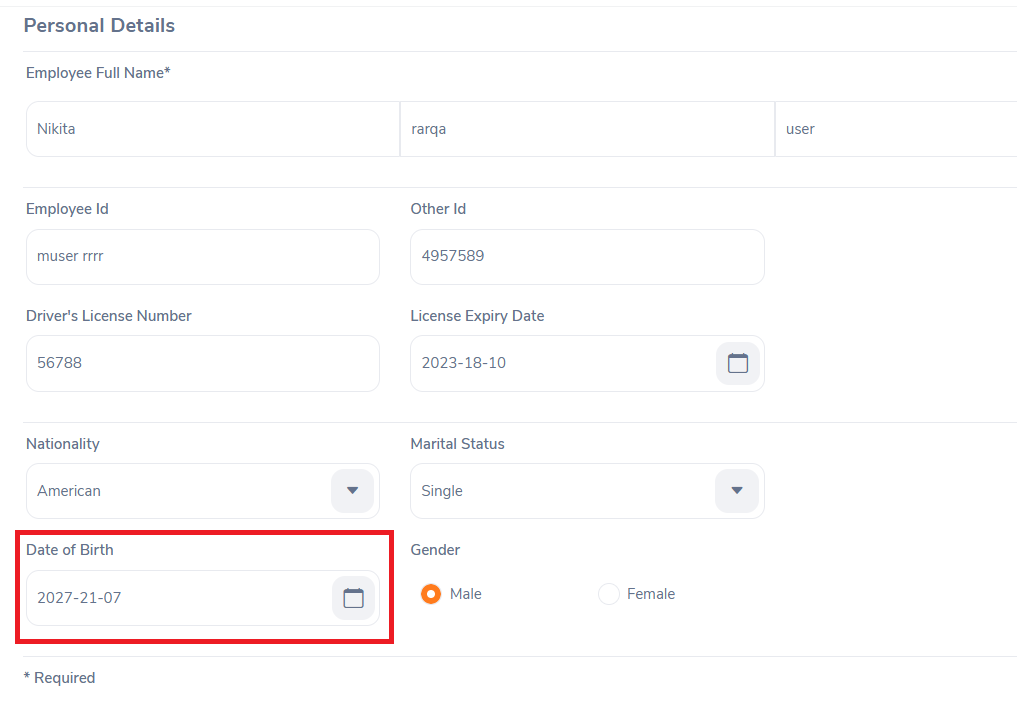 Personal Details
Employee Full Name*
Nikita rarqa user
Employee Id Other Id
muser rrrr 4957589
Driver's License Number License Expiry Date
56788 2023-18-10
Nationality Marital Status
American Single
Date of Birth Gender
2027-21-07 Male Female
* Required